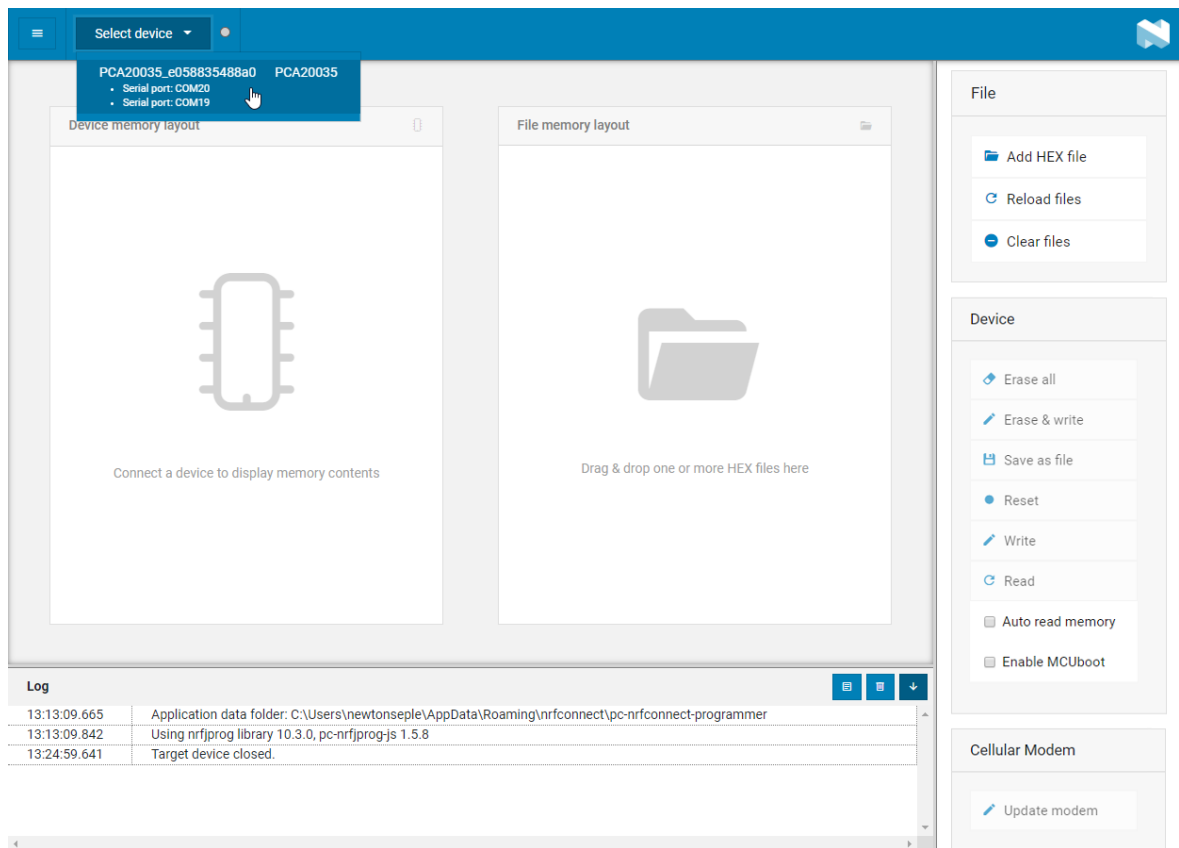 Select device
PCA20035_e058835488a0 PCA20035
Serial port: COM20
Serial port: COM19
Device memory layout
File memory layout
Connect a device to display memory contents
Drag & drop one or more HEX files here
File
Add HEX file
Reload files
Clear files
Device
Erase all
Erase & write
Save as file
Reset
Write
Read
Auto read memory
Enable MCUboot
Cellular Modem
Update modem
Log
13:13:09.665 Application data folder: C:\Users\newtonseple\AppData\Roaming\nrfconnect\pc-nrfconnect-programmer
13:13:09.842 Using nrfjprog library 10.3.0, pc-nrfjprog-js 1.5.8
13:24:59.641 Target device closed.